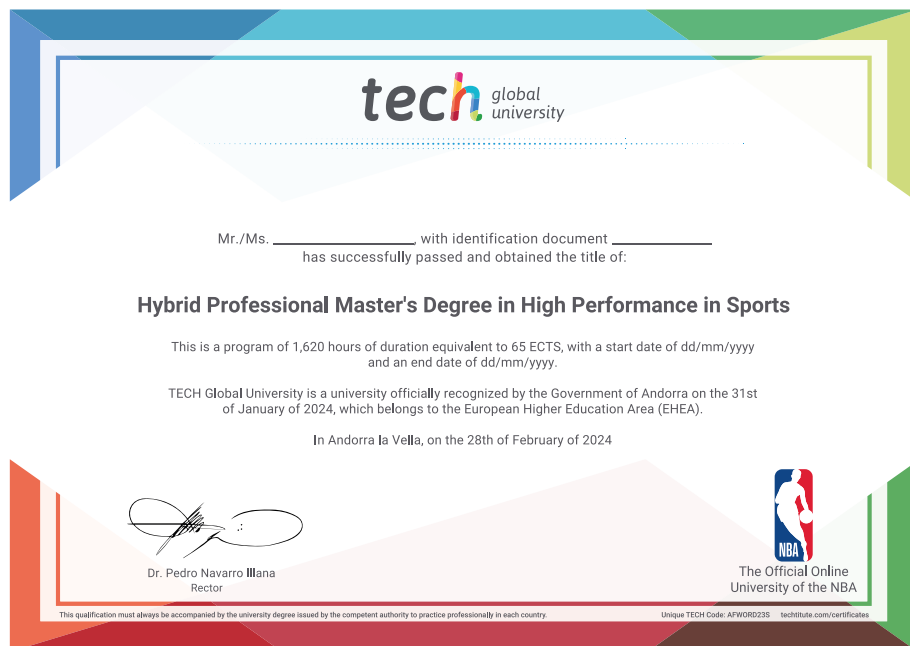 tech global
university
Mr./Ms. ____________, with identification document ____________
has successfully passed and obtained the title of:
Hybrid Professional Master's Degree in High Performance in Sports
This is a program of 1,620 hours of duration equivalent to 65 ECTS, with a start date of dd/mm/yyyy
and an end date of dd/mm/yyyy.
TECH Global University is a university officially recognized by the Government of Andorra on the 31st
of January of 2024, which belongs to the European Higher Education Area (EHEA).
In Andorra la Vella, on the 28th of February of 2024
Dr. Pedro Navarro Illana
Rector
NBA
The Official Online
University of the NBA
This qualification must always be accompanied by the university degree issued by the competent authority to practice professionally in each country.
Unique TECH Code: AFWORD23S techtitute.com/certificates